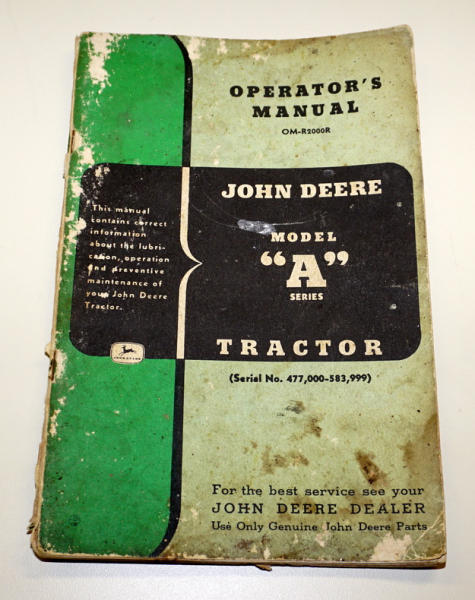 OPERATOR'S
MANUAL
OM-R2000R
JOHN DEERE
MODEL
"A"
SERIES
TRACTOR
(Serial No. 477,000-583,999)
This manual
contains correct
information
about the lubri-
cation, operation
and preventive
maintenance of
your John Deere
Tractor.
JOHN DEERE
For the best service see your
JOHN DEERE DEALER
Use Only Genuine John Deere Parts